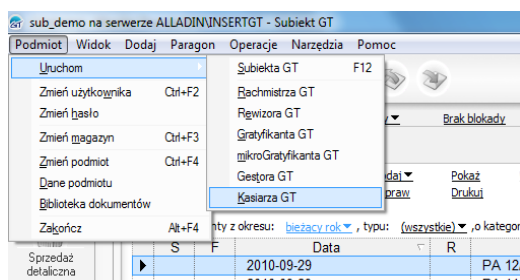 sub_demo na serwerze ALLADIN\INSERTGT - Subiekt GT
Podmiot Widok Dodaj Paragon Operacje Narzędzia Pomoc
Uruchom
Zmień użytkownika Ctrl+F2
Zmień hasło
Zmień magazyn Ctrl+F3
Zmień podmiot Ctrl+F4
Dane podmiotu
Biblioteka dokumentów
Zakończ Alt+F4
Subiekta GT F12
Rachmistrza GT
Rewizora GT
Gratyfikanta GT
mikroGratyfikanta GT
Gestora GT
Kasiarza GT
Brak blokady
Pokaż
Drukuj
z okresu: bieżący rok , typu: (wszystkie) ,o kategor
S F Data R
Sprzedaż
detaliczna
2010-09-29 PA 12